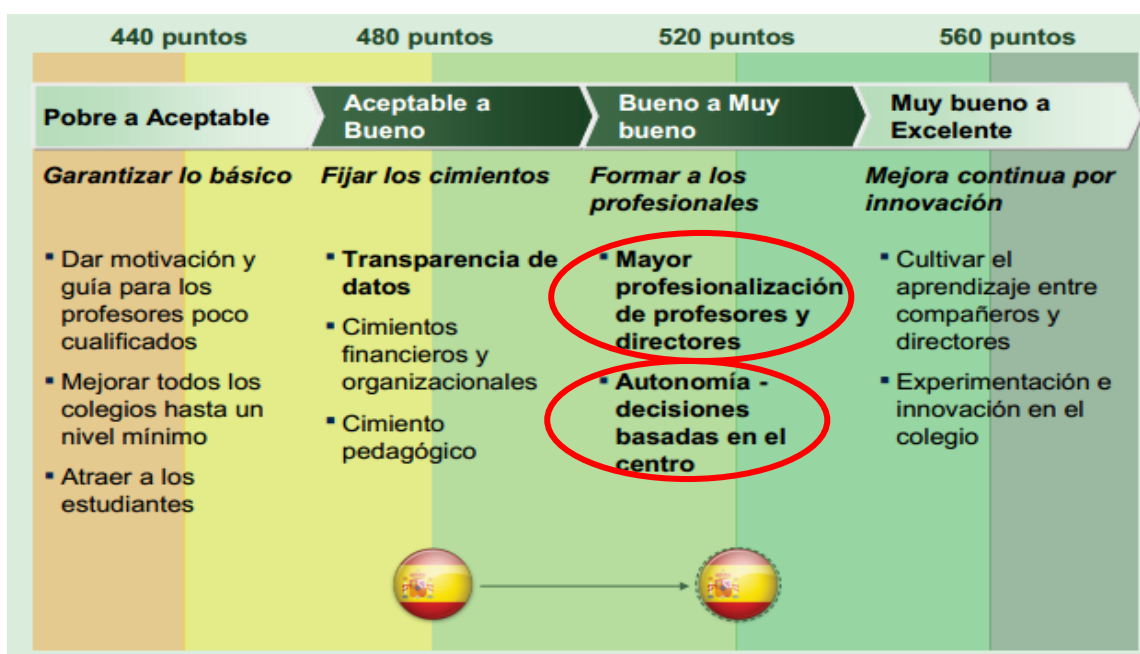 440 puntos
480 puntos
520 puntos
560 puntos
Pobre a Aceptable
Aceptable a
Bueno
Bueno a Muy
bueno
Muy bueno a
Excelente
Garantizar lo básico
Fijar los cimientos
Formar a los
profesionales
Mejora continua por
innovación
▪ Dar motivación y
guía para los
profesores poco
cualificados
▪ Mejorar todos los
colegios hasta un
nivel mínimo
▪ Atraer a los
estudiantes
▪ Transparencia de
datos
▪ Cimientos
financieros y
organizacionales
▪ Cimiento
pedagógico
▪ Mayor
profesionalización
de profesores y
directores
▪ Autonomía -
decisiones
basadas en el
centro
▪ Cultivar el
aprendizaje entre
compañeros y
directores
▪ Experimentación e
innovación en el
colegio